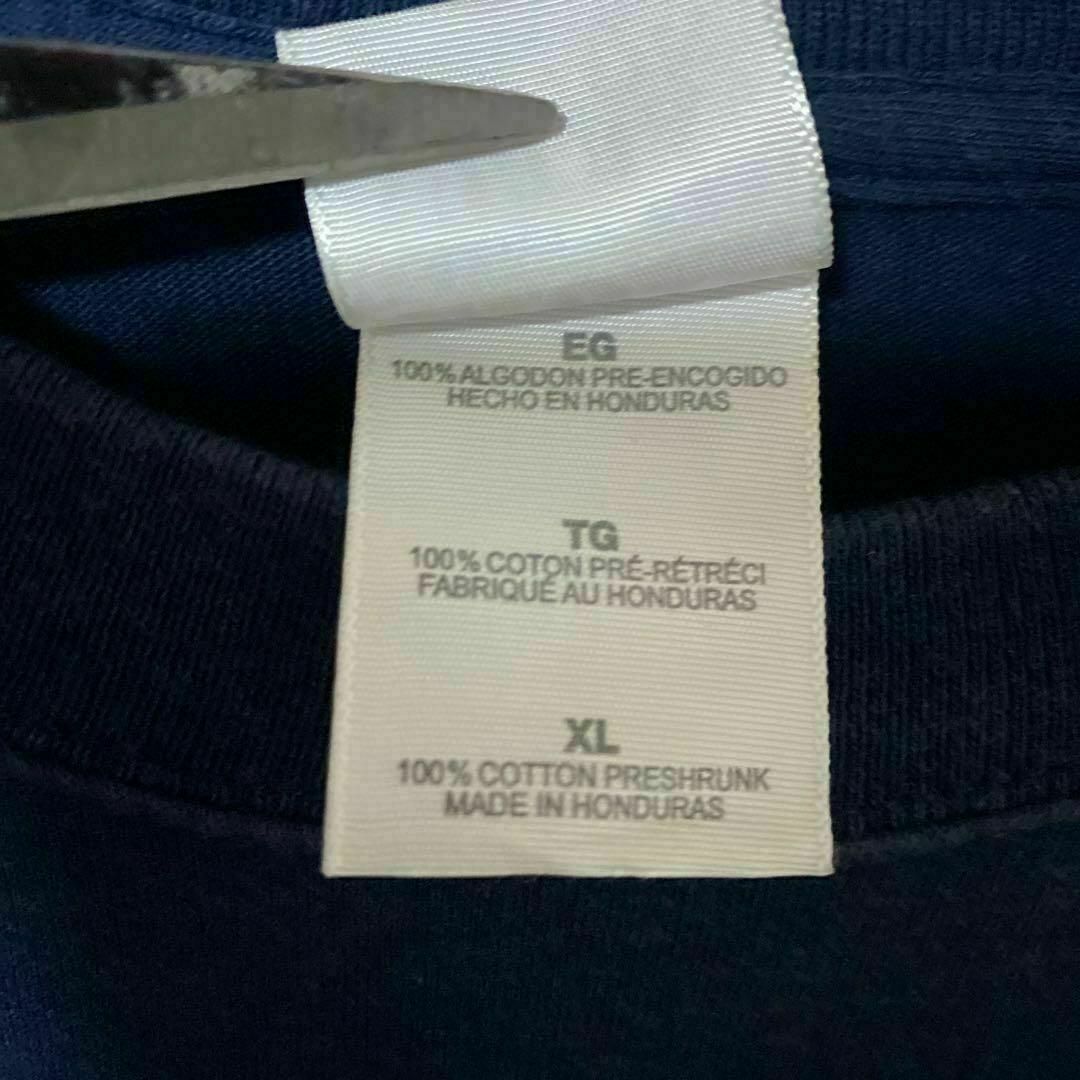 EG
100% ALGODON PRE-ENCOGIDO
HECHO EN HONDURAS
TG
100% COTON PRÉ-RÉTRÉCI
FABRIQUÉ AU HONDURAS
XL
100% COTTON PRESHRUNK
MADE IN HONDURAS